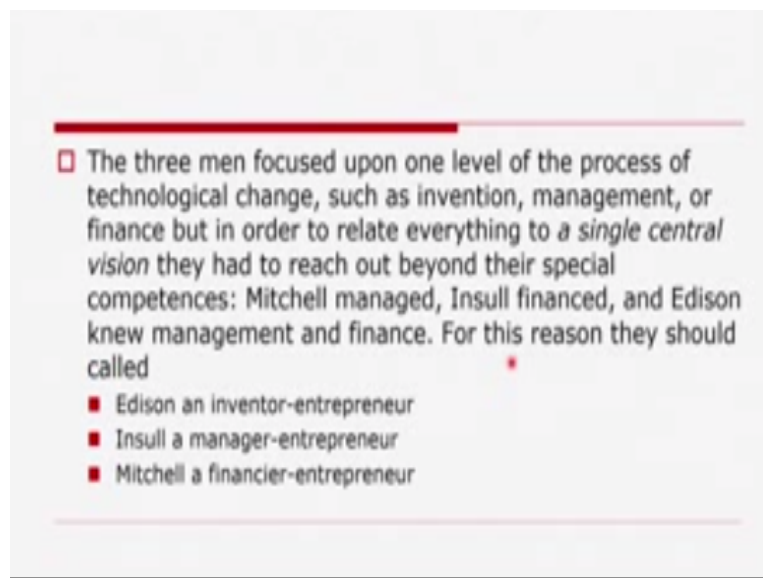 The three men focused upon one level of the process of
technological change, such as invention, management, or
finance but in order to relate everything to a single central
vision they had to reach out beyond their special
competences: Mitchell managed, Insull financed, and Edison
knew management and finance. For this reason they should
called
Edison an inventor-entrepreneur
Insull a manager-entrepreneur
Mitchell a financier-entrepreneur